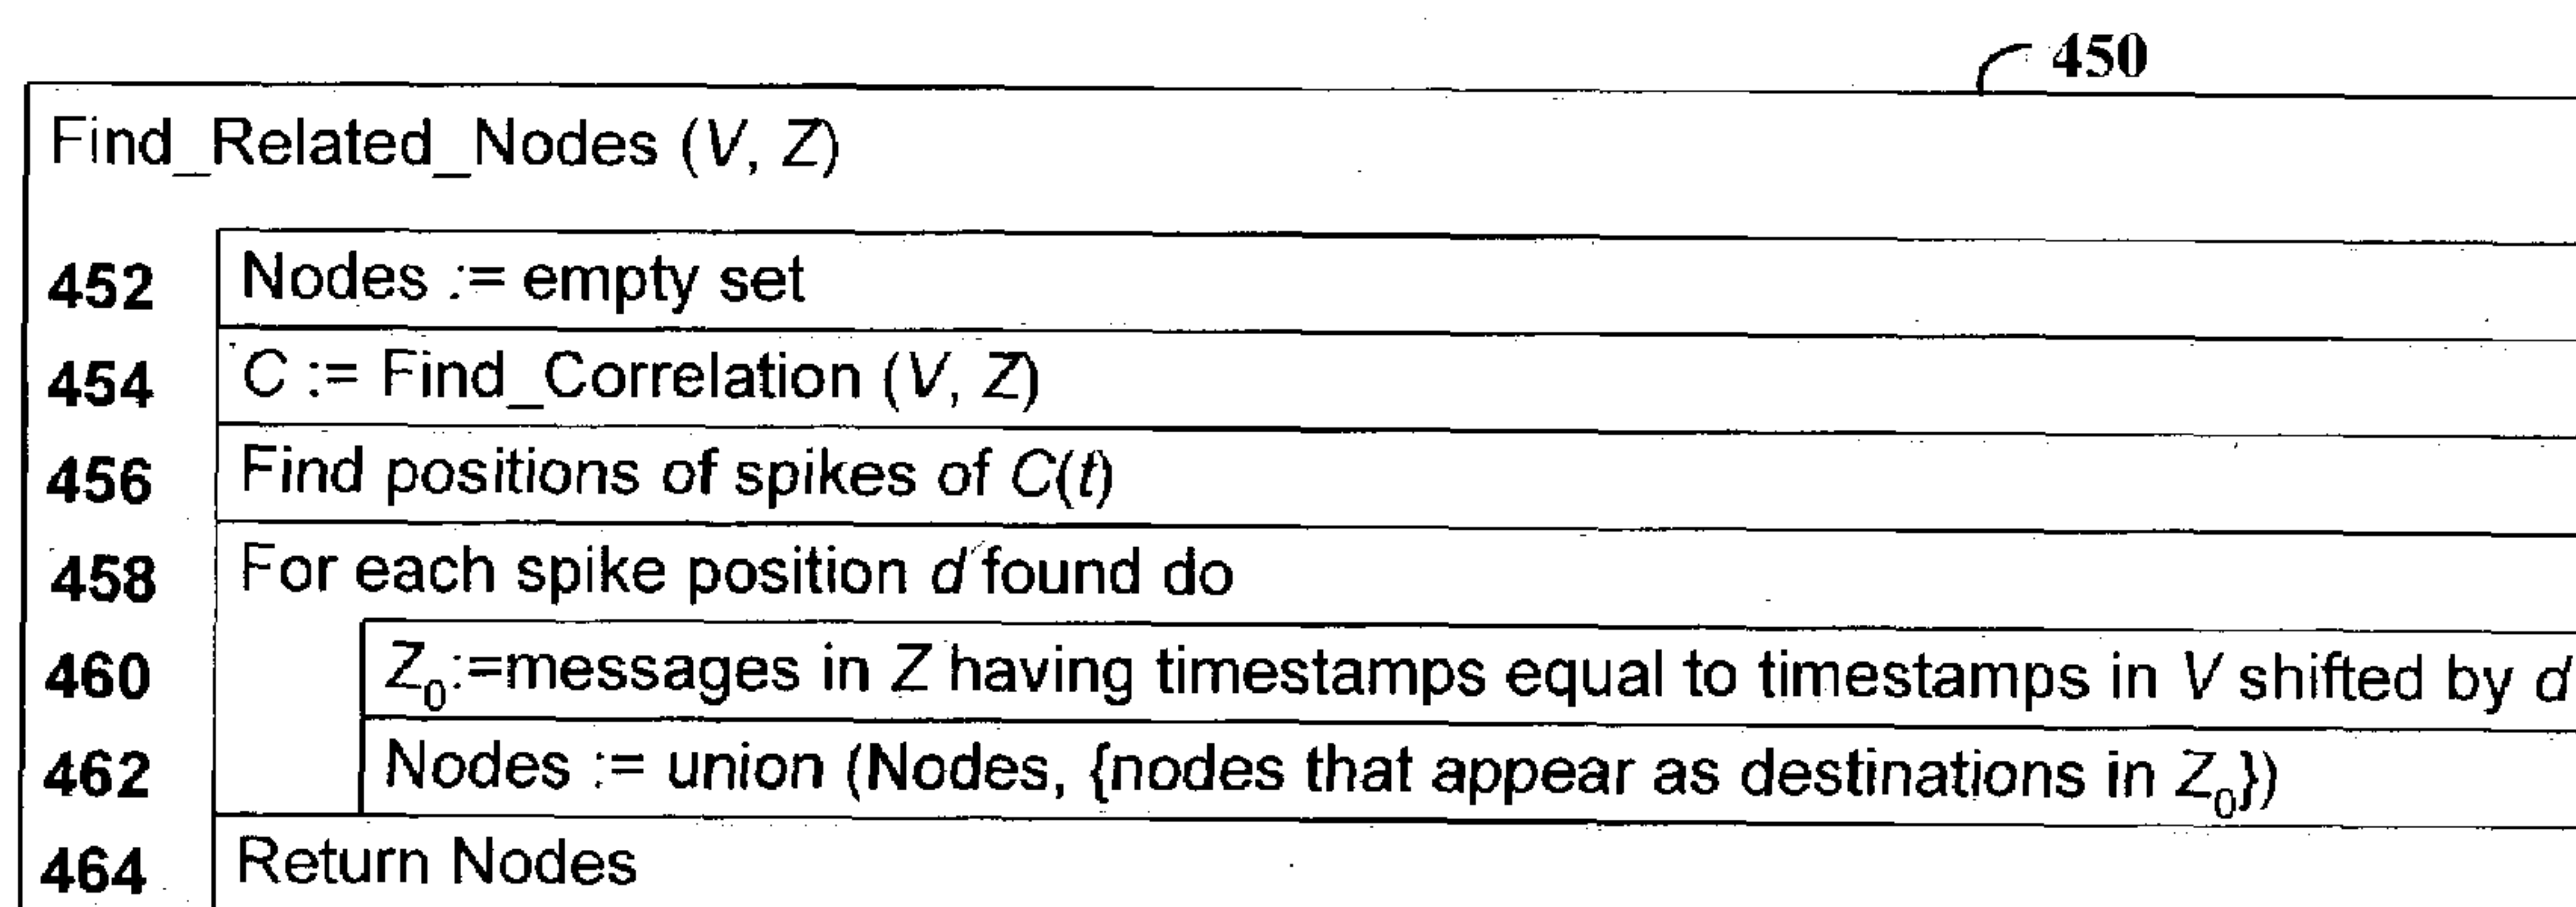 450
Find_Related_Nodes (V, Z)
452 Nodes := empty set
454 C := Find_Correlation (V, Z)
456 Find positions of spikes of C(t)
458 For each spike position d found do
460 Z₀:=messages in Z having timestamps equal to timestamps in V shifted by d
462 Nodes := union (Nodes, {nodes that appear as destinations in Z₀})
464 Return Nodes